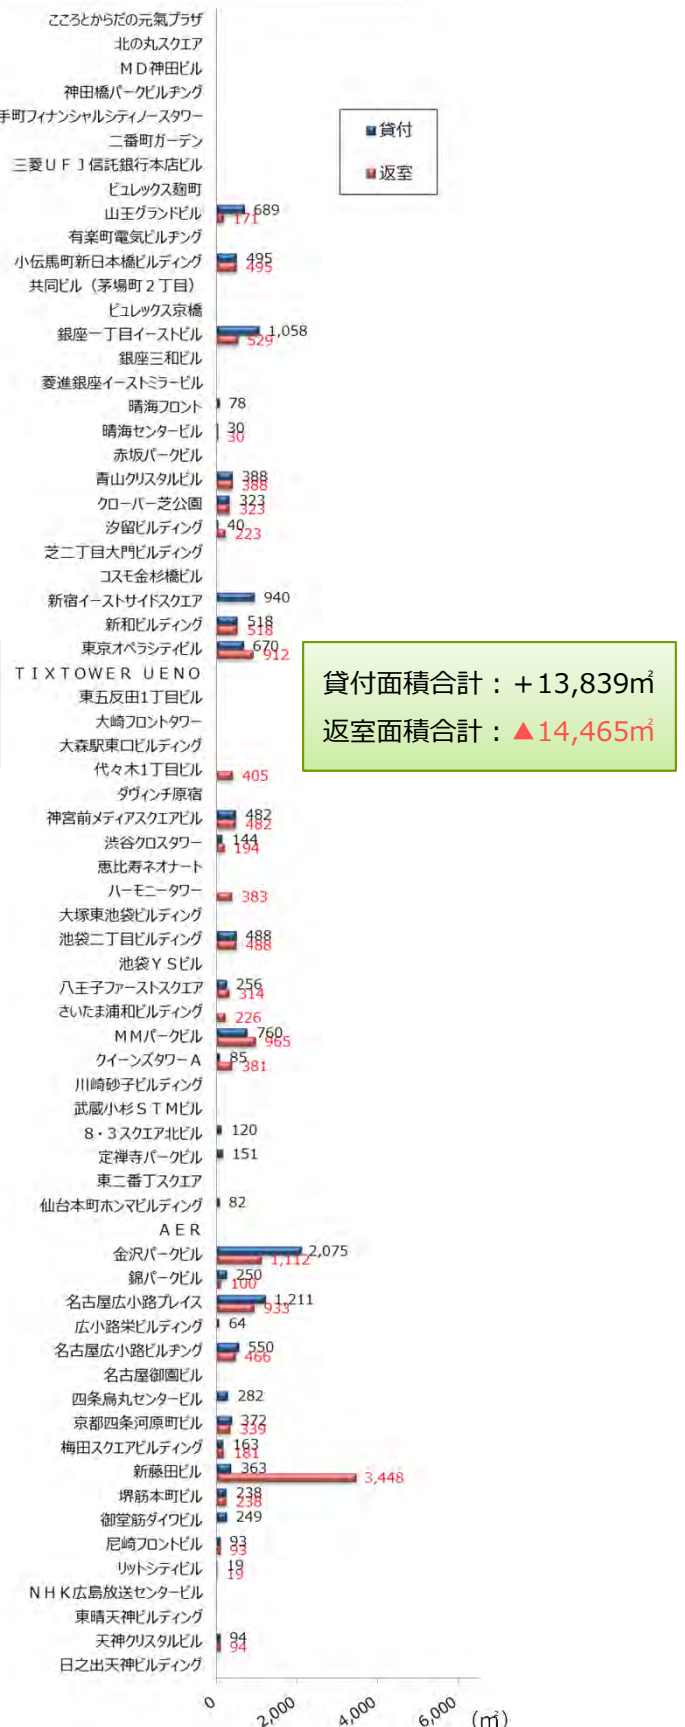 こころとからだの元氣プラザ
北の丸スクエア
ＭＤ神田ビル
神田橋パークビルヂング
手町フィナンシャルシティノースタワー
二番町ガーデン
三菱ＵＦＪ信託銀行本店ビル
ビュレックス麹町
山王グランドビル 689 171
有楽町電気ビルヂング
小伝馬町新日本橋ビルディング 495 495
共同ビル（茅場町２丁目）
ビュレックス京橋
銀座一丁目イーストビル 1,058 529
銀座三和ビル
菱進銀座イーストミラービル
晴海フロント 78
晴海センタービル 30 30
赤坂パークビル
青山クリスタルビル 388 388
クローバー芝公園 323 323
汐留ビルディング 40 223
芝二丁目大門ビルディング
コスモ金杉橋ビル
新宿イーストサイドスクエア 940
新和ビルディング 518 518
東京オペラシティビル 670 912
ＴＩＸＴＯＷＥＲ ＵＥＮＯ
東五反田1丁目ビル
大崎フロントタワー
大森駅東口ビルディング
代々木1丁目ビル 405
ダヴィンチ原宿
神宮前メディアスクエアビル 482 482
渋谷クロスタワー 144 194
恵比寿ネオナート
ハーモニータワー 383
大塚東池袋ビルディング
池袋二丁目ビルディング 488 488
池袋ＹＳビル
八王子ファーストスクエア 256 314
さいたま浦和ビルディング 226
ＭＭパークビル 760 965
クイーンズタワーＡ 85 381
川崎砂子ビルディング
武蔵小杉ＳＴＭビル
８・３スクエア北ビル 120
定禅寺パークビル 151
東二番丁スクエア
仙台本町ホンマビルディング 82
ＡＥＲ
金沢パークビル 2,075 1,112
錦パークビル 250 100
名古屋広小路プレイス 1,211 933
広小路栄ビルディング 64
名古屋広小路ビルヂング 550 466
名古屋御園ビル
四条烏丸センタービル 282
京都四条河原町ビル 372 339
梅田スクエアビルディング 163 181
新藤田ビル 363 3,448
堺筋本町ビル 238 238
御堂筋ダイワビル 249
尼崎フロントビル 93 93
リットシティビル 19 19
ＮＨＫ広島放送センタービル
東晴天神ビルディング
天神クリスタルビル 94 94
日之出天神ビルディング
0 2,000 4,000 6,000 （㎡）
貸付
返室
貸付面積合計：＋13,839㎡
返室面積合計：▲14,465㎡